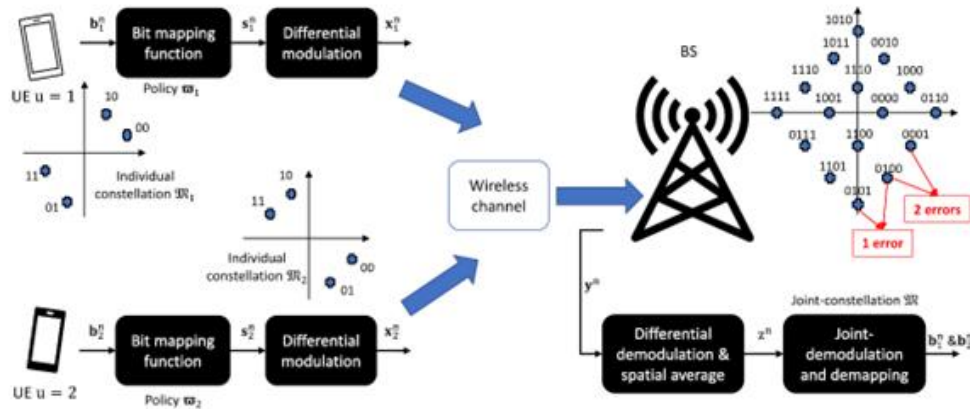 b₁ⁿ
Bit mapping
function
s₁ⁿ
Differential
modulation
x₁ⁿ
UE u = 1
Policy ϖ₁
10
00
11
01
Individual
constellation 𝔐₁
10
11
00
01
Individual
constellation 𝔐₂
b₂ⁿ
Bit mapping
function
s₂ⁿ
Differential
modulation
x₂ⁿ
UE u = 2
Policy ϖ₂
Wireless
channel
BS
1010
1011
0010
1110
1110
1000
1111
1001
0000
0110
0111
1100
0001
1101
0100
0101
2 errors
1 error
yⁿ
Joint-constellation 𝔐
Differential
demodulation &
spatial average
zⁿ
Joint-
demodulation
and demapping
b₁ⁿ &b₂ⁿ